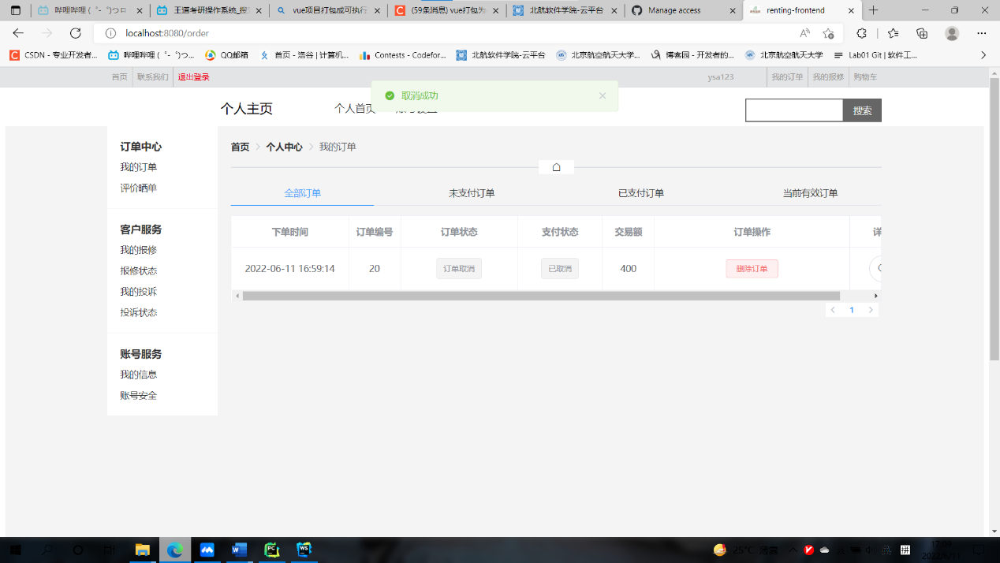 哔哩哔哩 (゜-゜)つロ
王道考研操作系统_搜
vue项目打包成可执行
(59条消息) vue打包为
北航软件学院-云平台
Manage access
renting-frontend
localhost:8080/order
CSDN - 专业开发者...
哔哩哔哩 (゜-゜)つ...
QQ邮箱
首页 - 洛谷 | 计算机...
Contests - Codefor...
北航软件学院-云平台
北京航空航天大学...
博客园 - 开发者的...
北京航空航天大学
Lab01 Git | 软件工...
首页
联系我们
退出登录
ysa123
我的订单
我的报修
购物车
取消成功
个人主页
个人首页
搜索
订单中心
我的订单
评价晒单
客户服务
我的报修
报修状态
我的投诉
投诉状态
账号服务
我的信息
账号安全
首页 > 个人中心 > 我的订单
全部订单 未支付订单 已支付订单 当前有效订单
下单时间 订单编号 订单状态 支付状态 交易额 订单操作 详
2022-06-11 16:59:14 20 订单取消 已取消 400 删除订单
1
25°C 薄雾
英
拼
17:09
2022/6/11